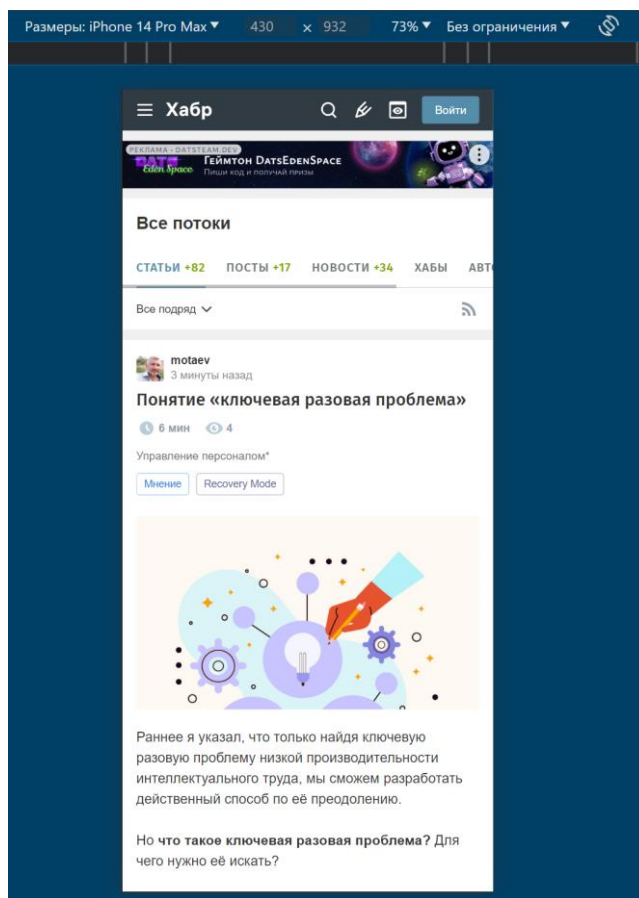 Размеры: iPhone 14 Pro Max ▼ 430 × 932 73% ▼ Без ограничения ▼
Хабр Войти
РЕКЛАМА • DATSTEAM.DEV
DATS
Eden Space
Геймтон DatsEdenSpace
Пиши код и получай призы
Все потоки
СТАТЬИ +82 ПОСТЫ +17 НОВОСТИ +34 ХАБЫ АВТ
Все подряд
motaev
3 минуты назад
Понятие «ключевая разовая проблема»
6 мин 4
Управление персоналом*
Мнение Recovery Mode
Раннее я указал, что только найдя ключевую
разовую проблему низкой производительности
интеллектуального труда, мы сможем разработать
действенный способ по её преодолению.
Но что такое ключевая разовая проблема? Для
чего нужно её искать?